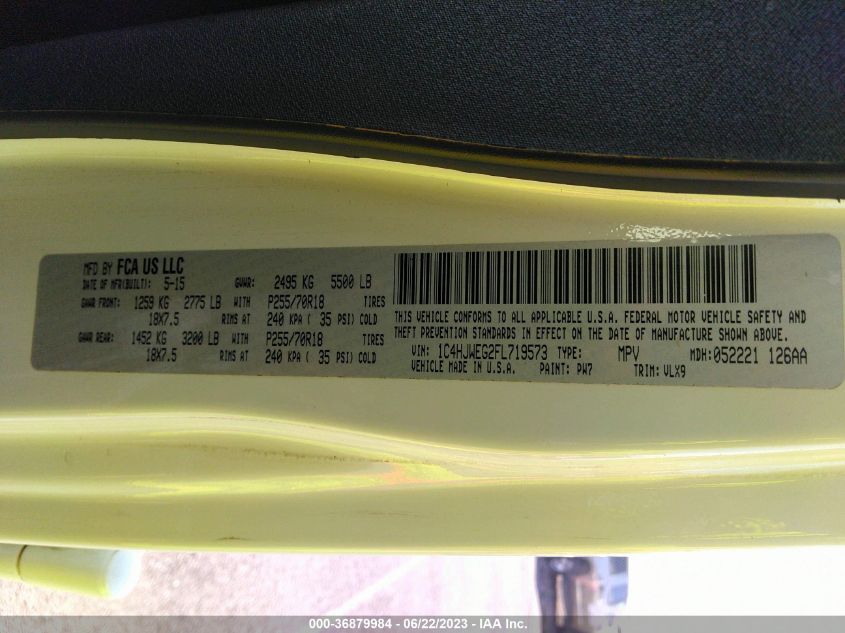 MFD BY FCA US LLC
DATE OF MFR(BUILT): 5-15 GVWR: 2495 KG 5500 LB
GAWR FRONT: 1259 KG 2775 LB WITH P255/70R18 TIRES
18X7.5 RIMS AT 240 KPA ( 35 PSI) COLD
GAWR REAR: 1452 KG 3200 LB WITH P255/70R18 TIRES
18X7.5 RIMS AT 240 KPA ( 35 PSI) COLD
THIS VEHICLE CONFORMS TO ALL APPLICABLE U.S.A. FEDERAL MOTOR VEHICLE SAFETY AND
THEFT PREVENTION STANDARDS IN EFFECT ON THE DATE OF MANUFACTURE SHOWN ABOVE.
VIN: 1C4HJWEG2FL719573 TYPE: MPV MDH: 052221 126AA
VEHICLE MADE IN U.S.A. PAINT: PW7 TRIM: VLX9
000-36879984 - 06/22/2023 - IAA Inc.